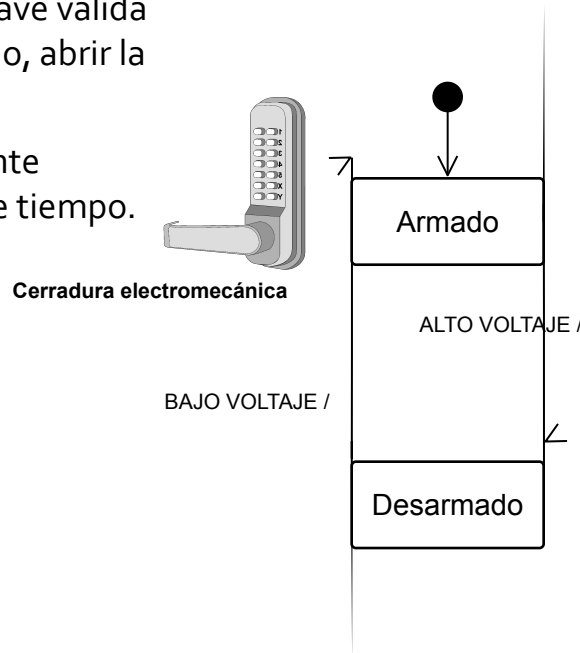 ave válida
o, abrir la
nte
e tiempo.
Cerradura electromecánica
Armado
ALTO VOLTAJE /
BAJO VOLTAJE /
Desarmado